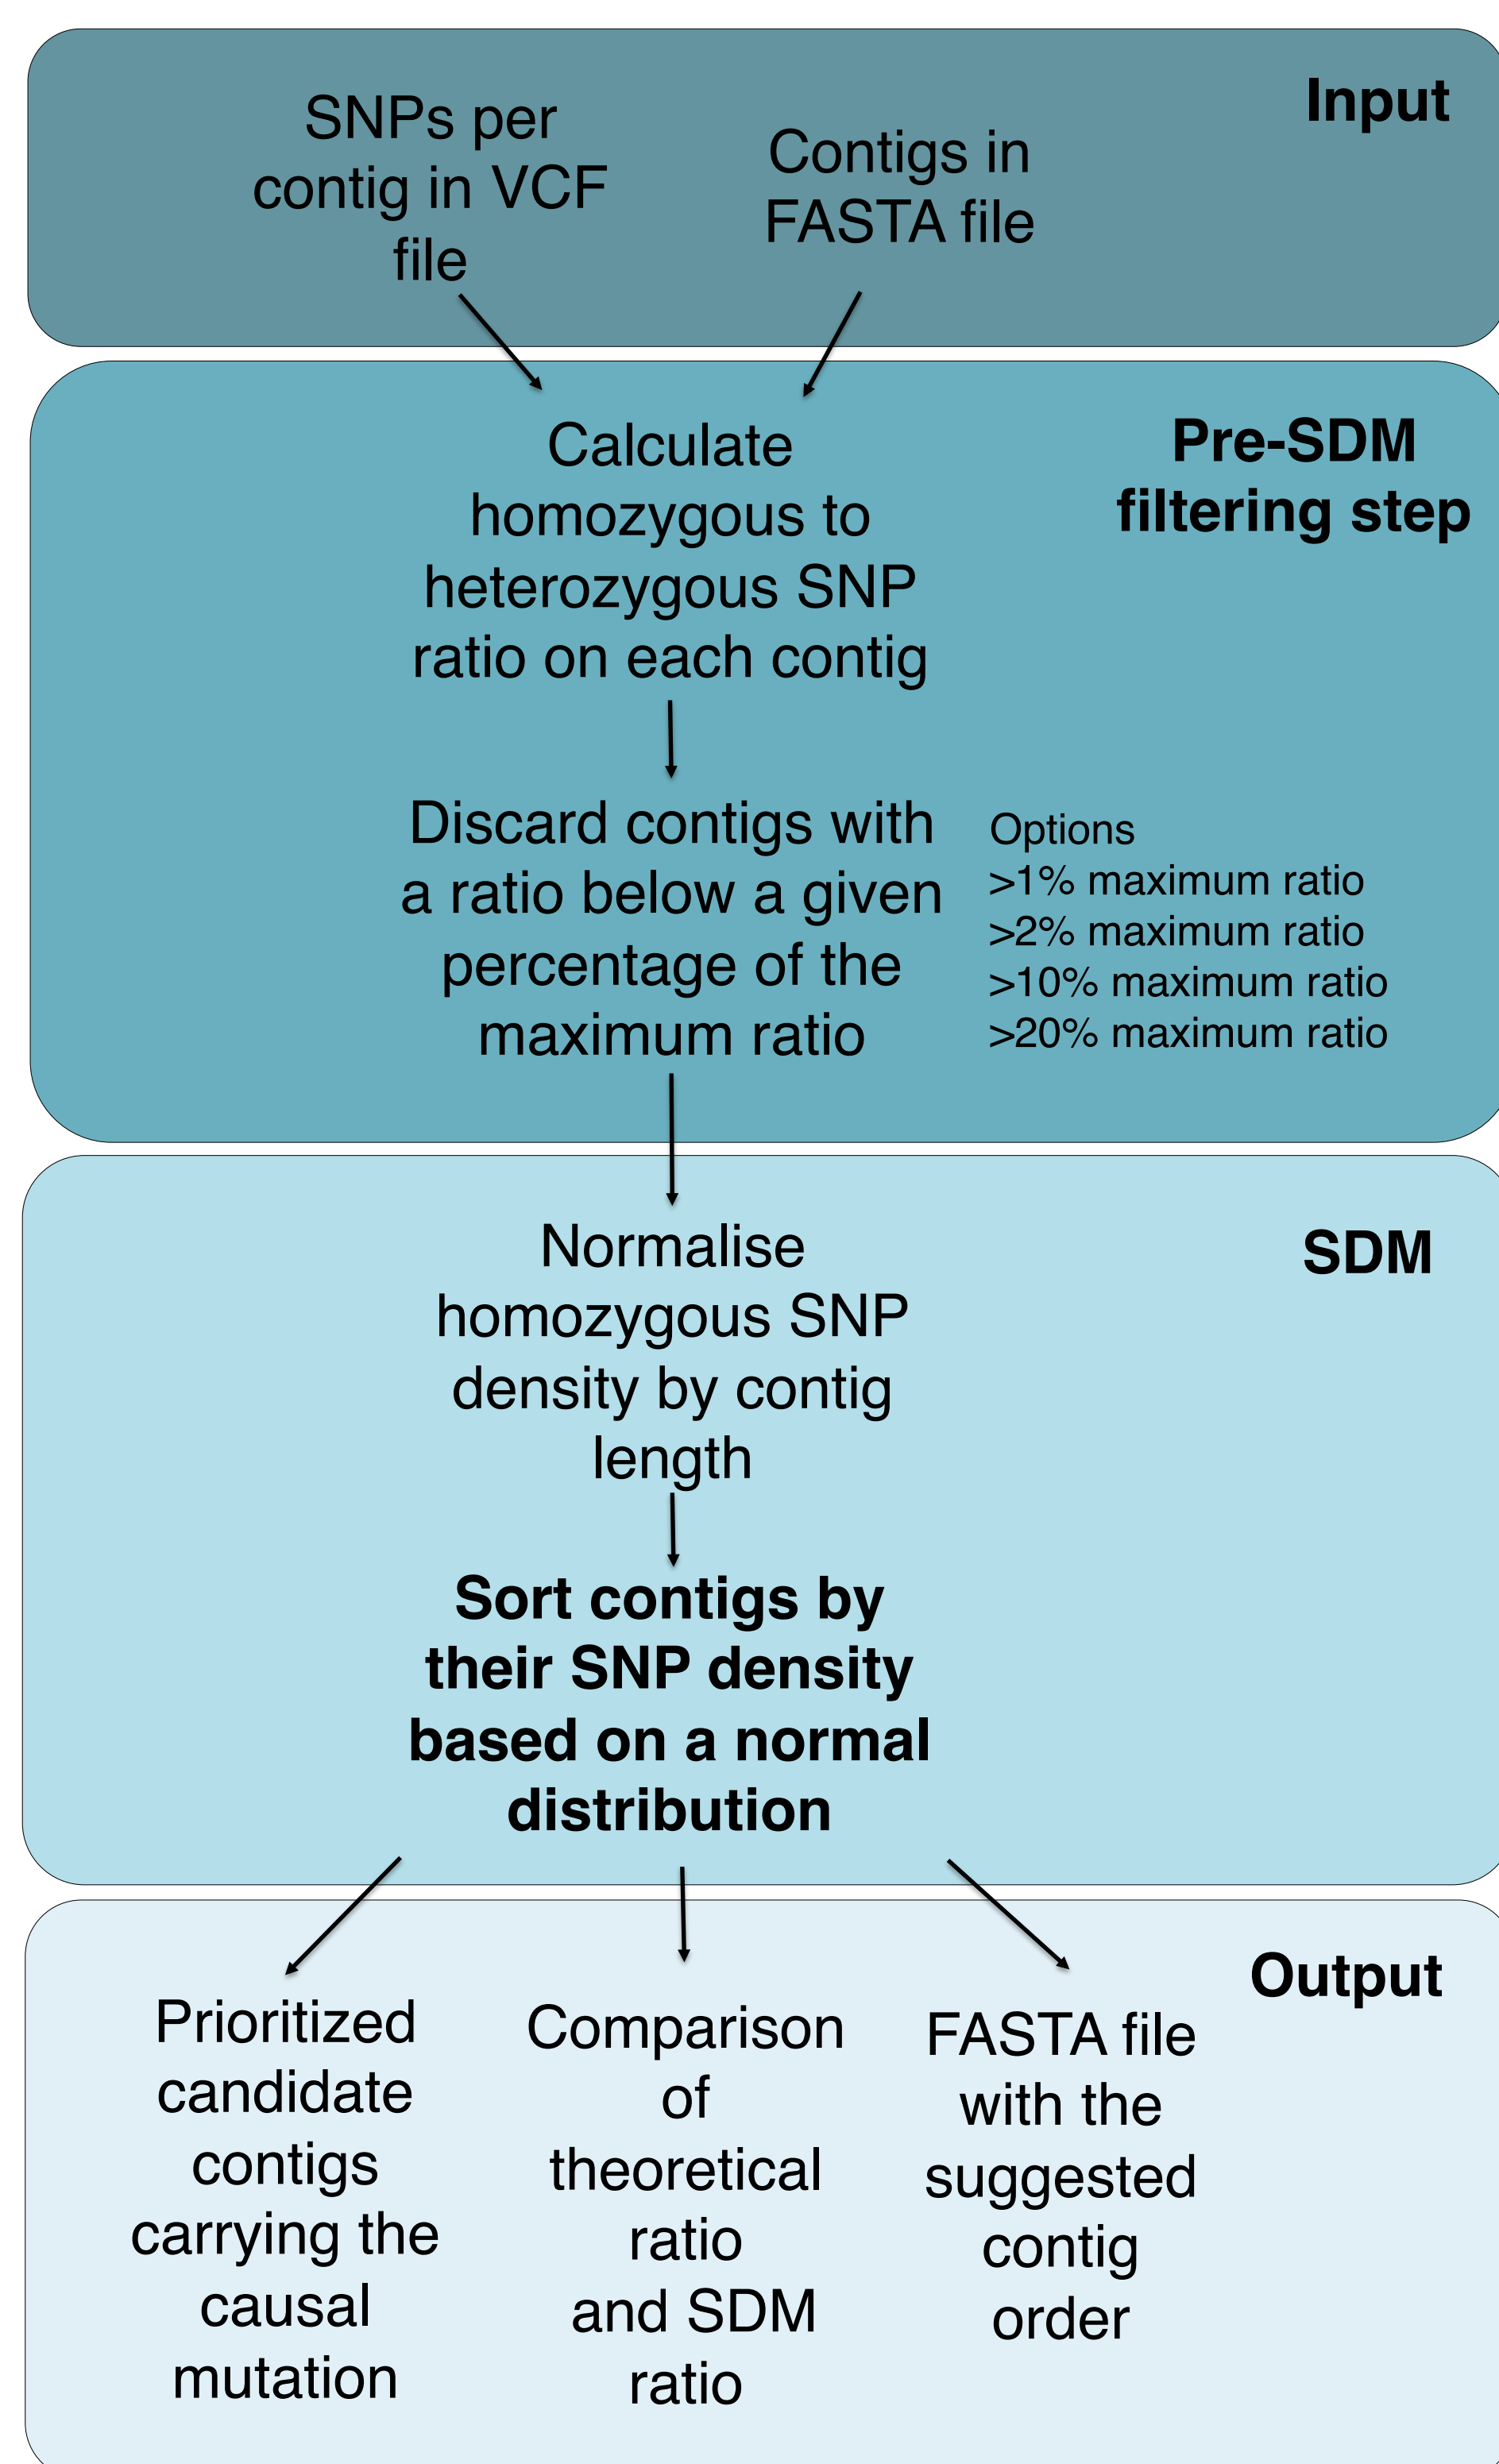 Input
SNPs per
contig in VCF
file
Contigs in
FASTA file
Pre-SDM
filtering step
Calculate
homozygous to
heterozygous SNP
ratio on each contig
Discard contigs with
a ratio below a given
percentage of the
maximum ratio
Options
>1% maximum ratio
>2% maximum ratio
>10% maximum ratio
>20% maximum ratio
SDM
Normalise
homozygous SNP
density by contig
length
Sort contigs by
their SNP density
based on a normal
distribution
Output
Prioritized
candidate
contigs
carrying the
causal
mutation
Comparison
of
theoretical
ratio
and SDM
ratio
FASTA file
with the
suggested
contig
order